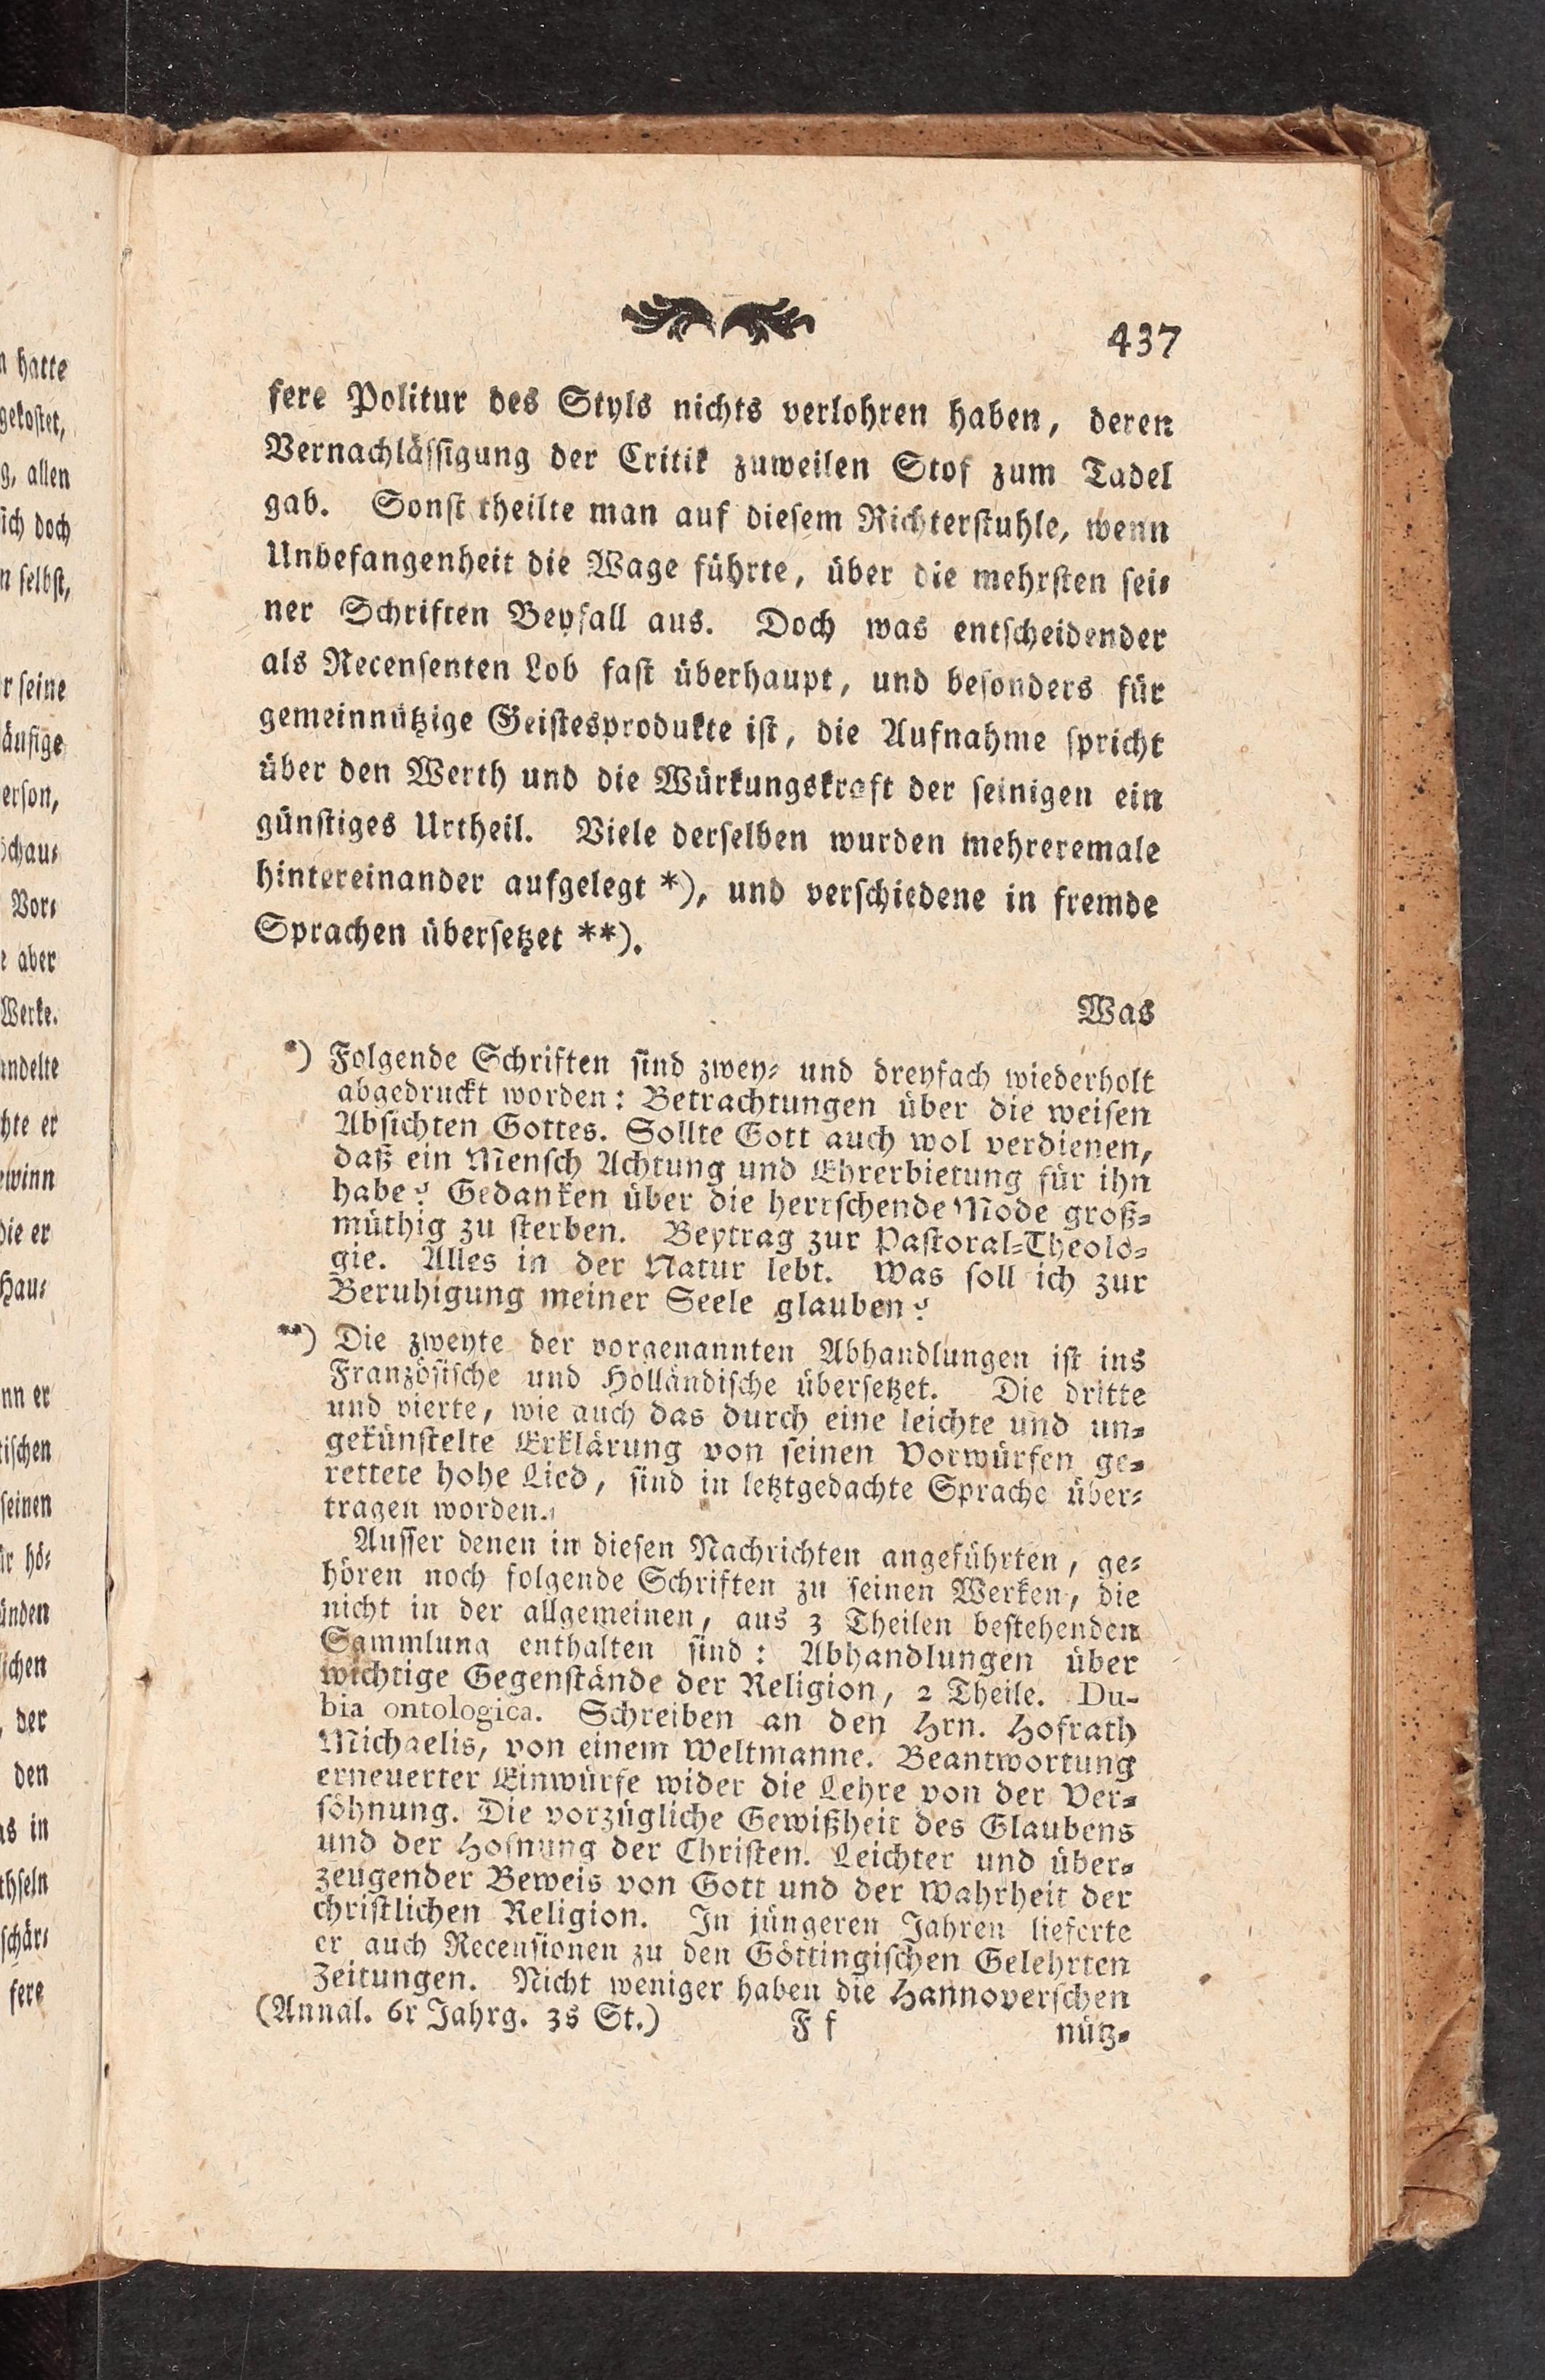 437
fere Politur des Styls nichts verlohren haben, deren
Vernachlässigung der Critik zuweilen Stof zum Tadel
gab. Sonst theilte man auf diesem Richterstuhle, wenn
Unbefangenheit die Wage führte, über die mehrsten sei-
ner Schriften Beyfall aus. Doch was entscheidender
als Recensenten Lob fast überhaupt, und besonders für
gemeinnützige Geistesprodukte ist, die Aufnahme spricht
über den Werth und die Würkungskraft der seinigen ein
günstiges Urtheil. Viele derselben wurden mehreremale
hintereinander aufgelegt *), und verschiedene in fremde
Sprachen übersetzet **).
Was
*) Folgende Schriften sind zwey- und dreyfach wiederholt
abgedruckt worden: Betrachtungen über die weisen
Absichten Gottes. Sollte Gott auch wol verdienen,
daß ein Mensch Achtung und Ehrerbietung für ihn
habe? Gedanken über die herrschende Mode groß-
müthig zu sterben. Beytrag zur Pastoral-Theolo-
gie. Alles in der Natur lebt. Was soll ich zur
Beruhigung meiner Seele glauben?
**) Die zweyte der vorgenannten Abhandlungen ist ins
Französische und Holländische übersetzet. Die dritte
und vierte, wie auch das durch eine leichte und un-
gekünstelte Erklärung von seinen Vorwürfen ge-
rettete hohe Lied, sind in letztgedachte Sprache über-
tragen worden.
Ausser denen in diesen Nachrichten angeführten, ge-
hören noch folgende Schriften zu seinen Werken, die
nicht in der allgemeinen, aus 3 Theilen bestehenden
Sammlung enthalten sind: Abhandlungen über
wichtige Gegenstände der Religion, 2 Theile. Du-
bia ontologica. Schreiben an den Hrn. Hofrath
Michaelis, von einem Weltmanne. Beantwortung
erneuerter Einwürfe wider die Lehre von der Ver-
söhnung. Die vorzügliche Gewißheit des Glaubens
und der Hofnung der Christen. Leichter und über-
zeugender Beweis von Gott und der Wahrheit der
christlichen Religion. In jüngeren Jahren lieferte
er auch Recensionen zu den Göttingischen Gelehrten
Zeitungen. Nicht weniger haben die Hannoverschen
(Annal. 6r Jahrg. 3s St.) F f nütz-